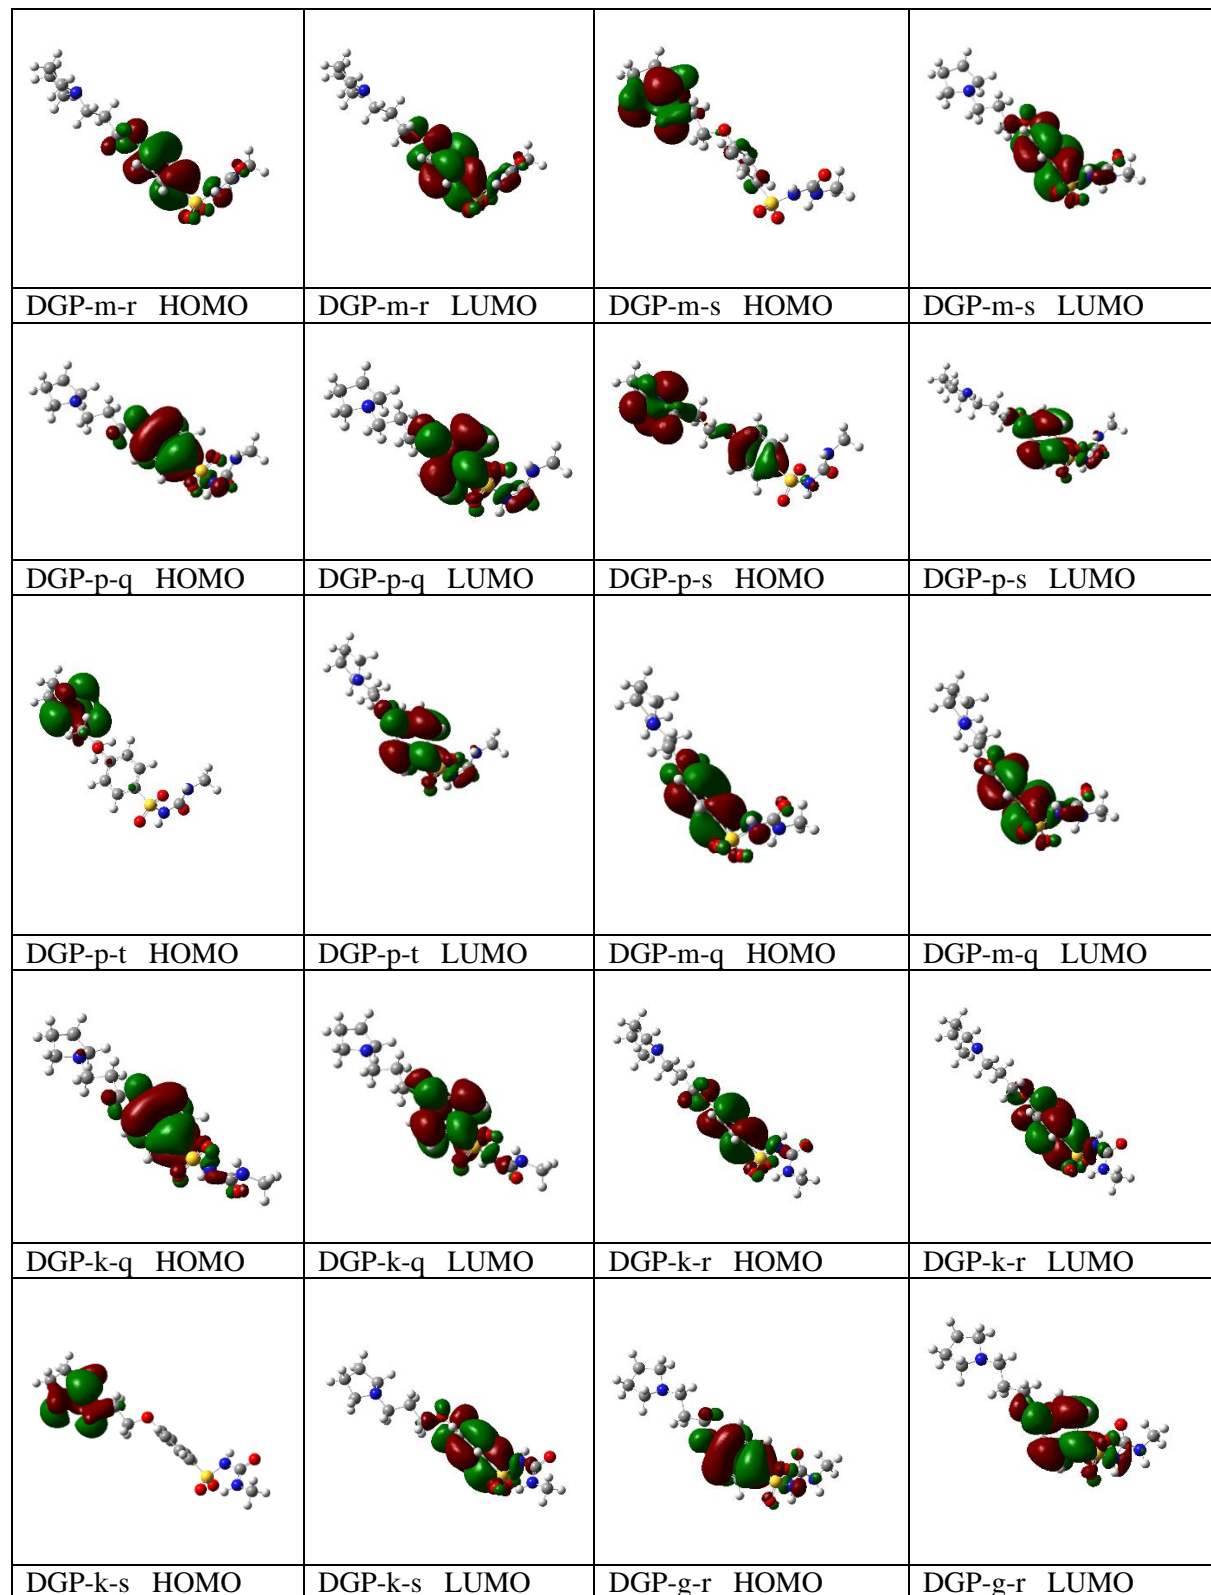 DGP-m-r HOMO DGP-m-r LUMO DGP-m-s HOMO DGP-m-s LUMO
DGP-p-q HOMO DGP-p-q LUMO DGP-p-s HOMO DGP-p-s LUMO
DGP-p-t HOMO DGP-p-t LUMO DGP-m-q HOMO DGP-m-q LUMO
DGP-k-q HOMO DGP-k-q LUMO DGP-k-r HOMO DGP-k-r LUMO
DGP-k-s HOMO DGP-k-s LUMO DGP-g-r HOMO DGP-g-r LUMO